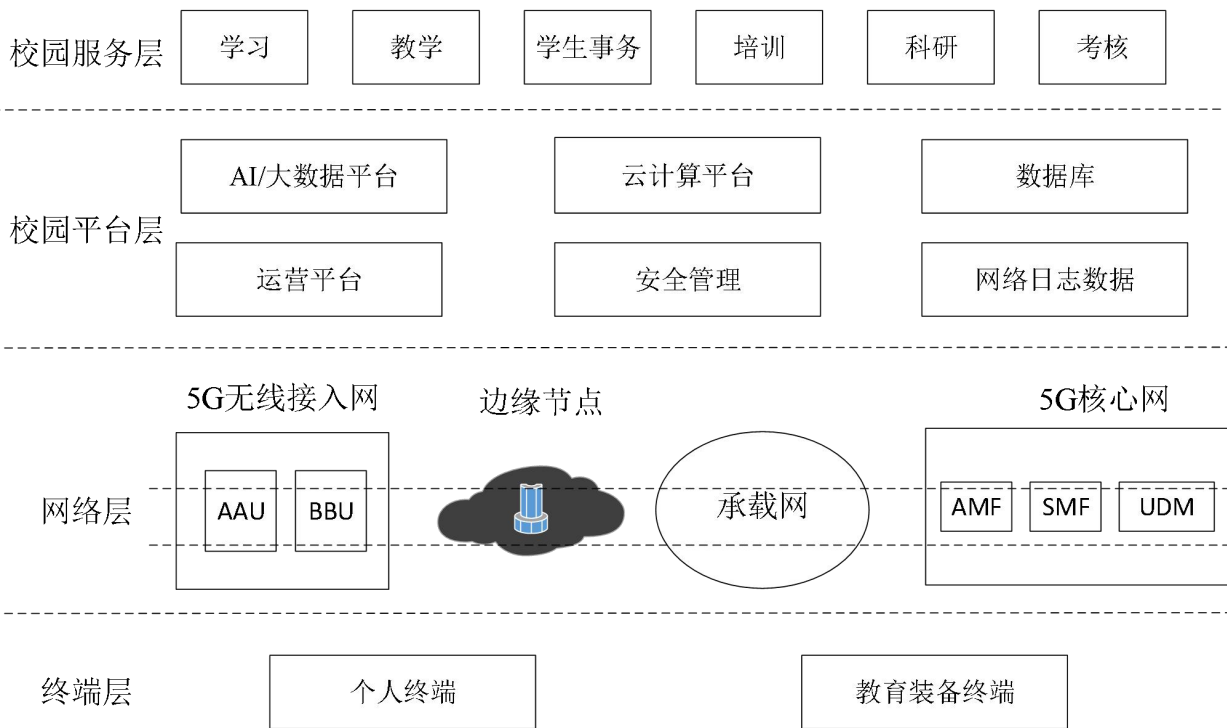 校园服务层 学习 教学 学生事务 培训 科研 考核
AI/大数据平台 云计算平台 数据库
校园平台层
运营平台 安全管理 网络日志数据
5G无线接入网 边缘节点 5G核心网
网络层 AAU BBU 承载网 AMF SMF UDM
终端层 个人终端 教育装备终端